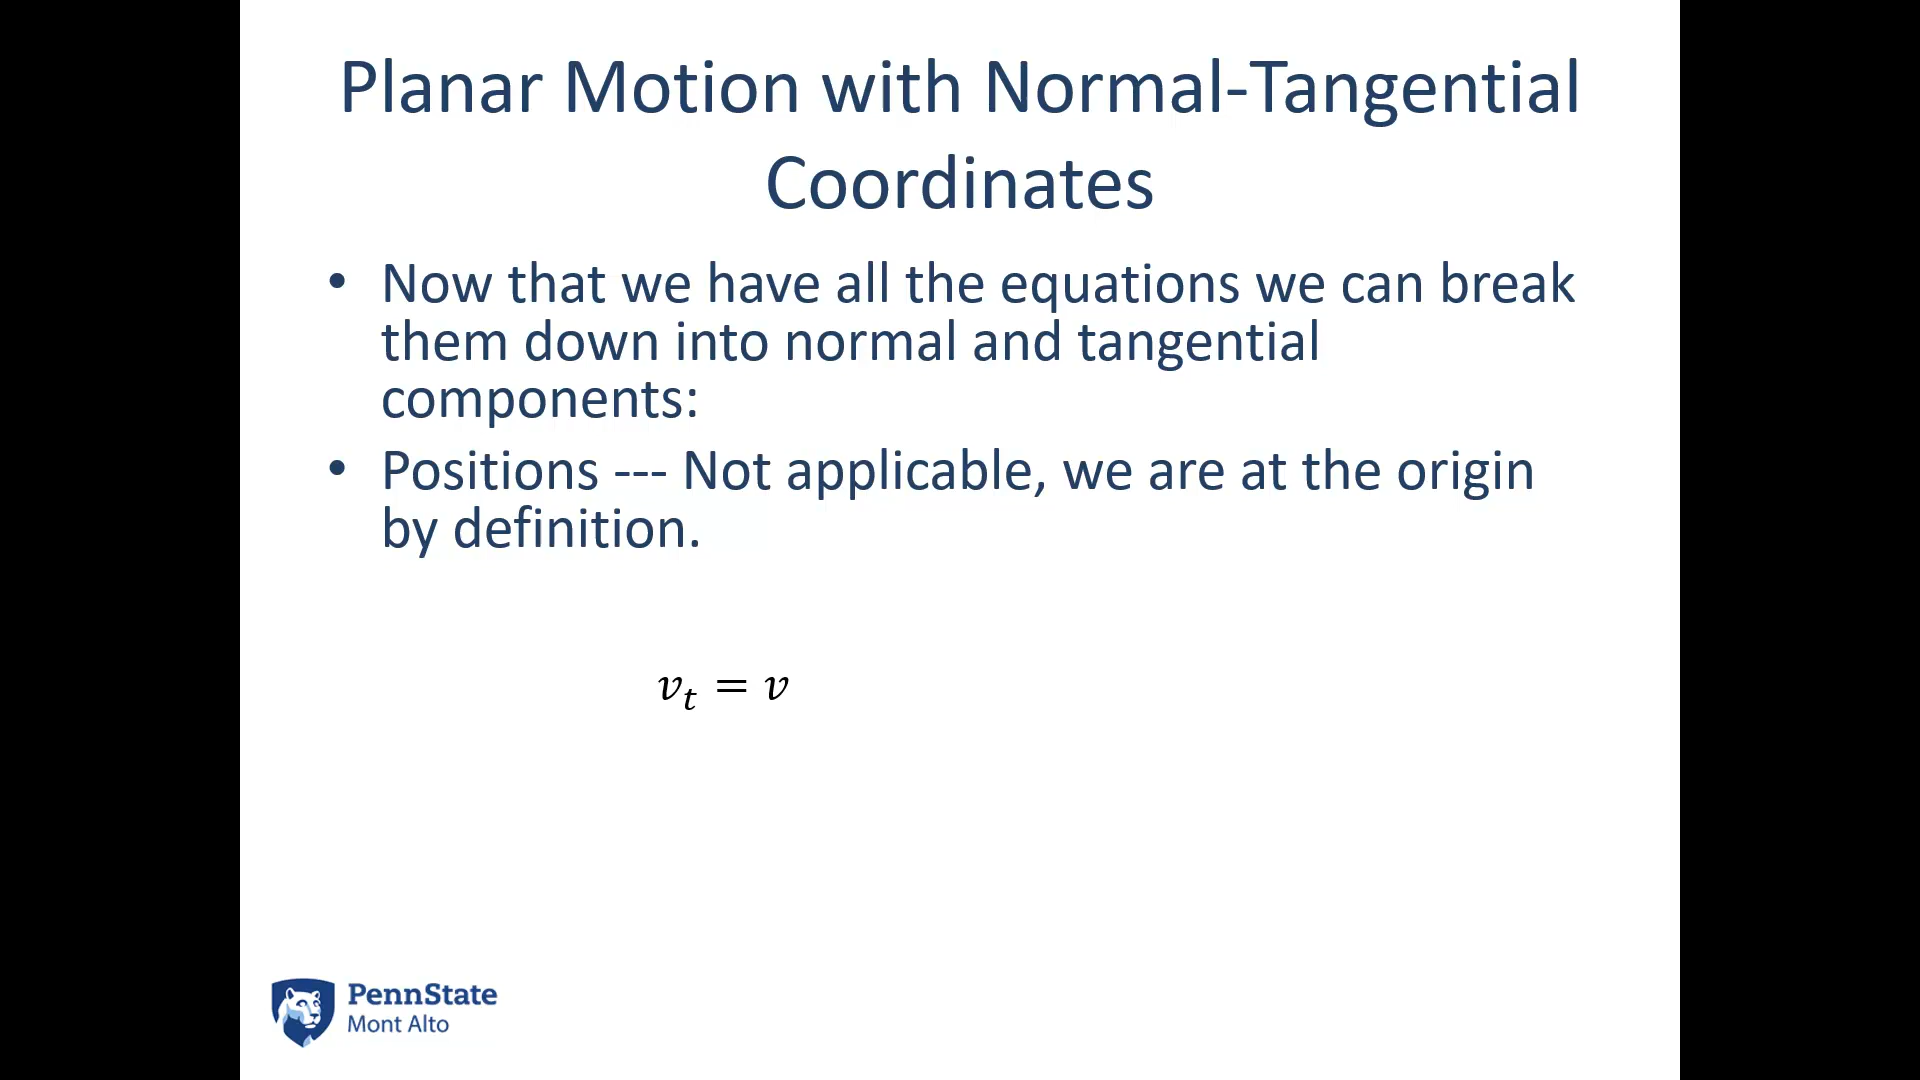 Planar Motion with Normal-Tangential
Coordinates
• Now that we have all the equations we can break
them down into normal and tangential
components:
• Positions --- Not applicable, we are at the origin
by definition.
𝑣ₜ = 𝑣
PennState
Mont Alto